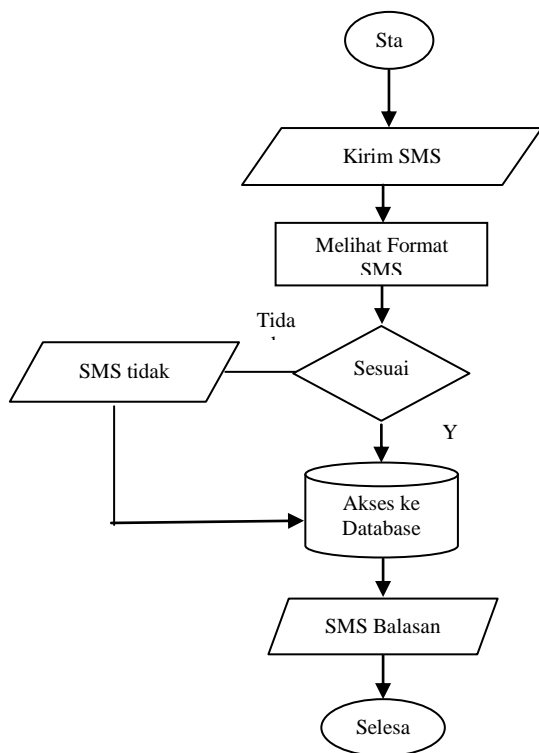 Sta
Kirim SMS
Melihat Format
SMS
Tida
Sesuai
SMS tidak
Y
Akses ke
Database
SMS Balasan
Selesa